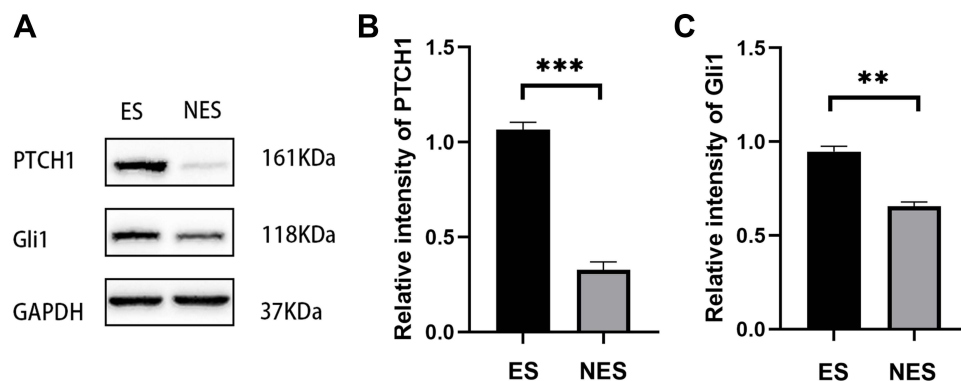 A
ES NES
PTCH1 161KDa
Gli1 118KDa
GAPDH 37KDa
B
Relative intensity of PTCH1
1.5
1.0
0.5
0.0
***
ES NES
C
Relative intensity of Gli1
1.5
1.0
0.5
0.0
**
ES NES